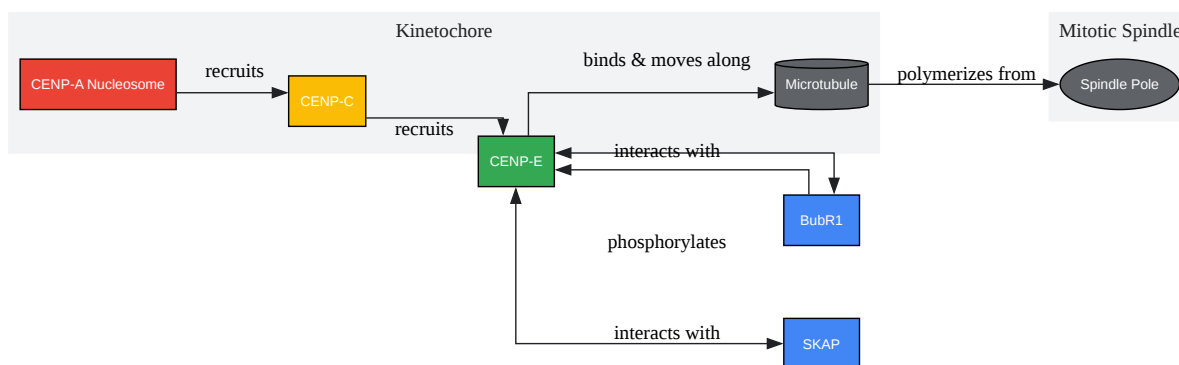 Kinetochore
Mitotic Spindle
CENP-A Nucleosome
recruits
CENP-C
recruits
CENP-E
binds & moves along
Microtubule
polymerizes from
Spindle Pole
interacts with
BubR1
phosphorylates
interacts with
SKAP